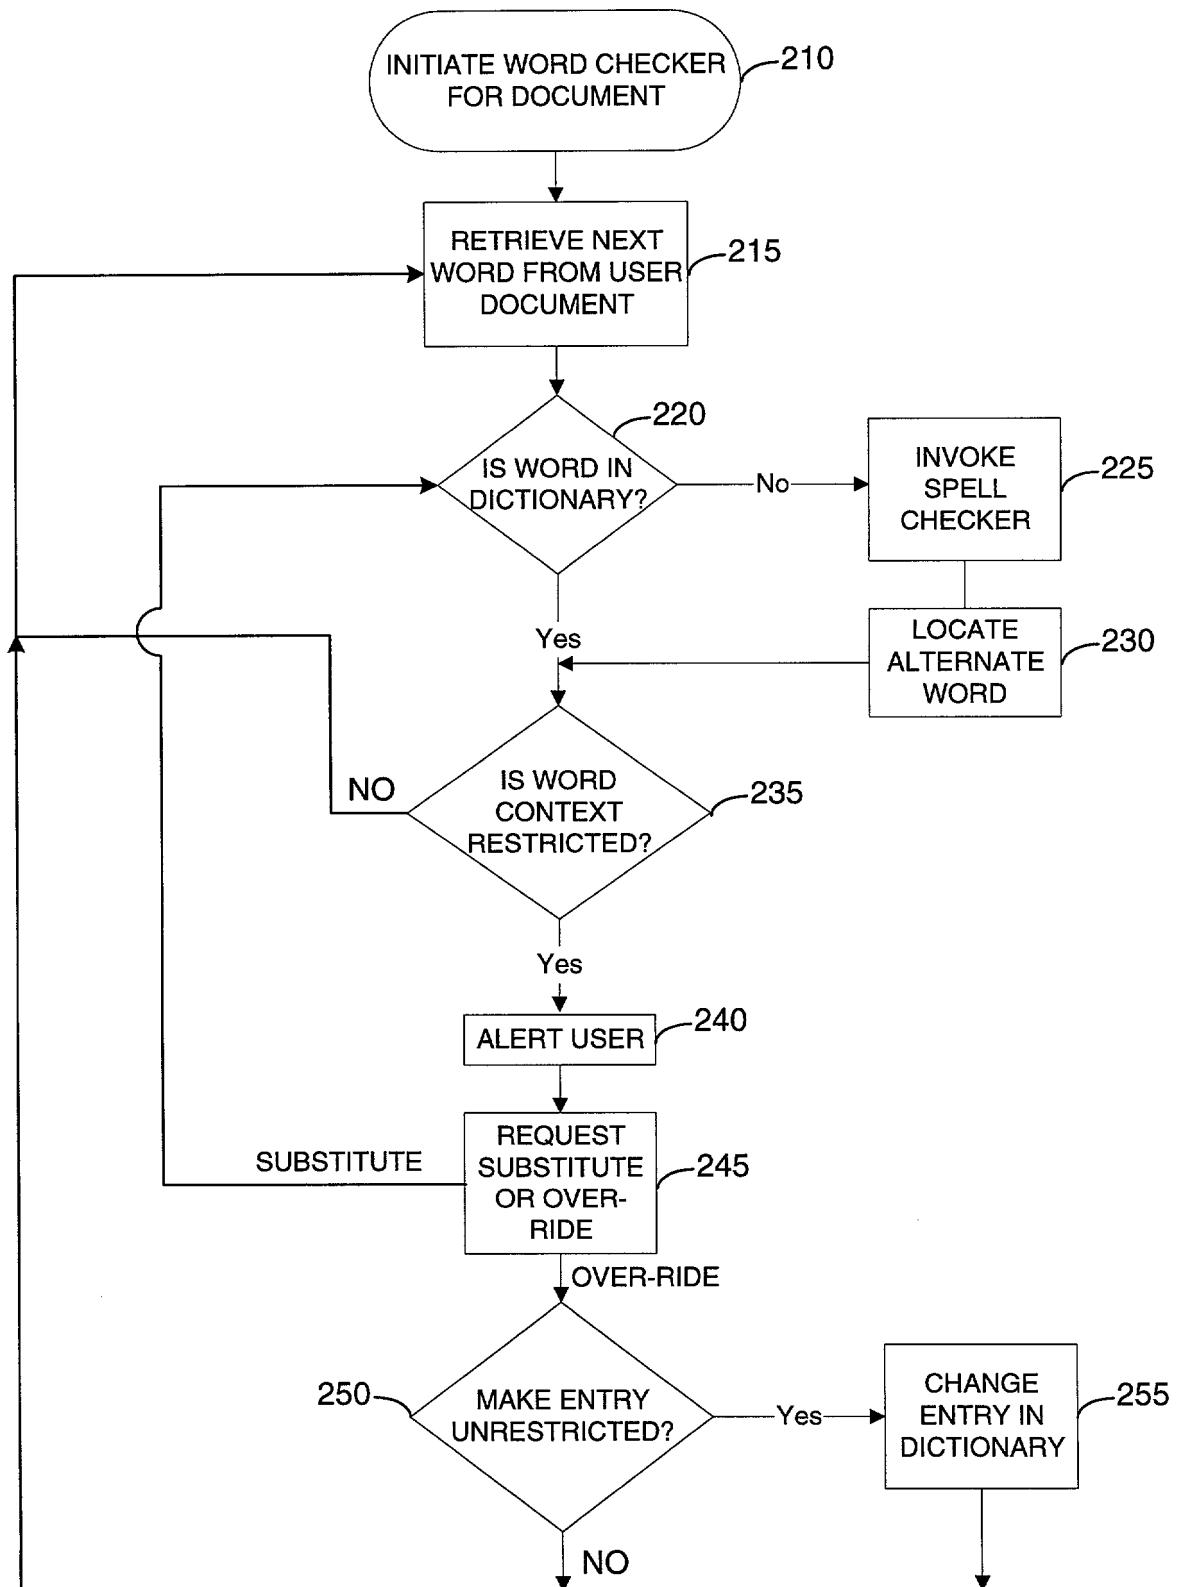 INITIATE WORD CHECKER
FOR DOCUMENT
210
RETRIEVE NEXT
WORD FROM USER
DOCUMENT
215
220
IS WORD IN
DICTIONARY?
No
INVOKE
SPELL
CHECKER
225
Yes
LOCATE
ALTERNATE
WORD
230
NO
IS WORD
CONTEXT
RESTRICTED?
235
Yes
ALERT USER
240
SUBSTITUTE
REQUEST
SUBSTITUTE
OR OVER-
RIDE
245
OVER-RIDE
250
MAKE ENTRY
UNRESTRICTED?
Yes
CHANGE
ENTRY IN
DICTIONARY
255
NO